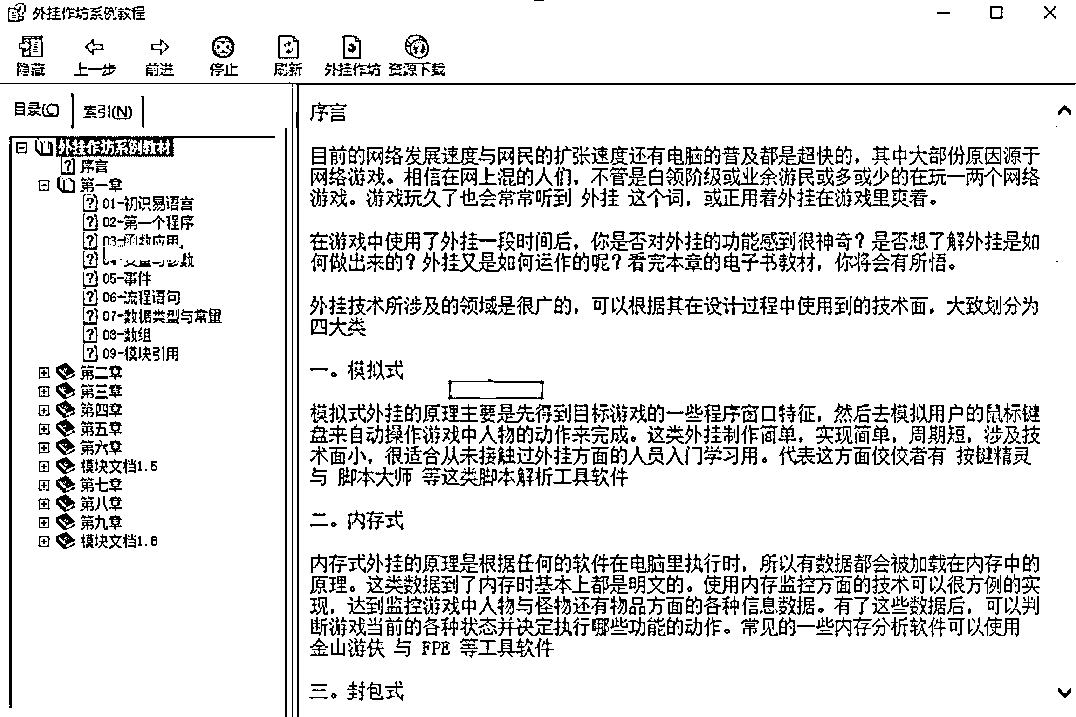 外挂作坊系列教程
隐藏 上一步 前进 停止 刷新 外挂作坊 资源下载
目录(C) 索引(N)
外挂作坊系列教材
序言
第一章
01-初识易语言
02-第一个程序
03-函数应用
05-事件
06-流程语句
07-数据类型与常量
08-数组
09-模块引用
第二章
第三章
第四章
第五章
第六章
模块文档1.5
第七章
第八章
第九章
模块文档1.6
序言
目前的网络发展速度与网民的扩张速度还有电脑的普及都是超快的，其中大部份原因源于
网络游戏。相信在网上混的人们，不管是白领阶级或业余游民或多或少的在玩一两个网络
游戏。游戏玩久了也会常常听到 外挂 这个词，或正用着外挂在游戏里爽着。
在游戏中使用了外挂一段时间后，你是否对外挂的功能感到很神奇？是否想了解外挂是如
何做出来的？外挂又是如何运作的呢？看完本章的电子书教材，你将会有所悟。
外挂技术所涉及的领域是很广的，可以根据其在设计过程中使用到的技术面，大致划分为
四大类
一。模拟式
模拟式外挂的原理主要是先得到目标游戏的一些程序窗口特征，然后去模拟用户的鼠标键
盘来自动操作游戏中人物的动作来完成。这类外挂制作简单，实现简单，周期短，涉及技
术面小，很适合从未接触过外挂方面的人员入门学习用。代表这方面佼佼者有 按键精灵
与 脚本大师 等这类脚本解析工具软件
二。内存式
内存式外挂的原理是根据任何的软件在电脑里执行时，所以有数据都会被加载在内存中的
原理。这类数据到了内存时基本上都是明文的。使用内存监控方面的技术可以很方例的实
现，达到监控游戏中人物与怪物还有物品方面的各种信息数据。有了这些数据后，可以判
断游戏当前的各种状态并决定执行哪些功能的动作。常见的一些内存分析软件可以使用
金山游侠 与 FPE 等工具软件
三。封包式